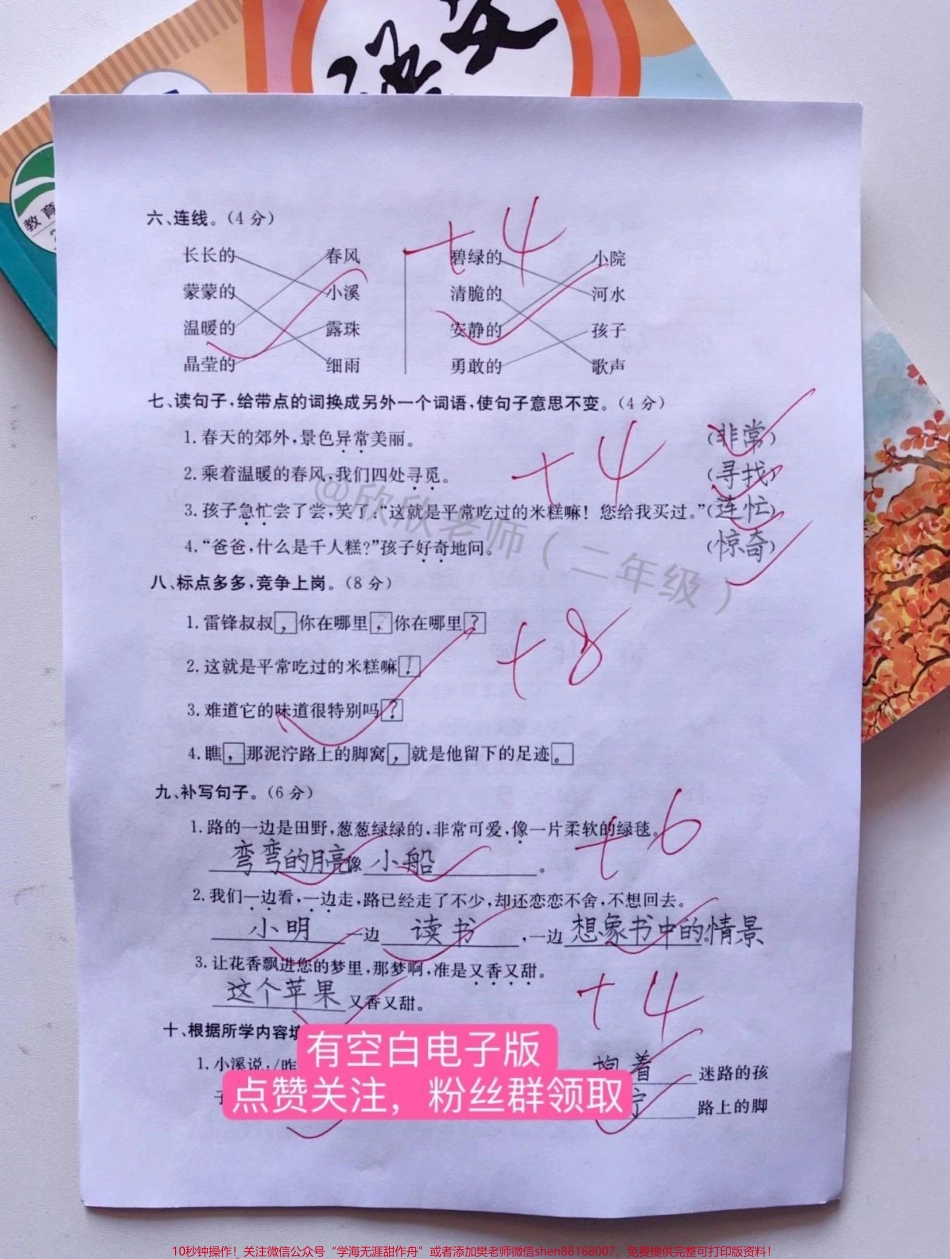 语文
教育
六、连线。(4分)
长长的 春风 碧绿的 小院
蒙蒙的 小溪 清脆的 河水
温暖的 露珠 安静的 孩子
晶莹的 细雨 勇敢的 歌声
+4
七、读句子,给带点的词换成另外一个词语,使句子意思不变。(4分)
1.春天的郊外,景色异常美丽。 (非常)
2.乘着温暖的春风,我们四处寻觅。 (寻找)
3.孩子急忙尝了尝,笑了:“这就是平常吃过的米糕嘛!您给我买过。”(连忙)
4.“爸爸,什么是千人糕?”孩子好奇地问。 (惊奇)
+4
@欣欣老师(二年级)
八、标点多多,竞争上岗。(8分)
1.雷锋叔叔,你在哪里,你在哪里?
2.这就是平常吃过的米糕嘛!
3.难道它的味道很特别吗?
4.瞧,那泥泞路上的脚窝,就是他留下的足迹。
+8
九、补写句子。(6分)
1.路的一边是田野,葱葱绿绿的,非常可爱,像一片柔软的绿毯。
弯弯的月亮像小船。
2.我们一边看,一边走,路已经走了不少,却还恋恋不舍,不想回去。
小明一边读书,一边想象书中的情景
3.让花香飘进您的梦里,那梦啊,准是又香又甜。
这个苹果又香又甜。
+6
十、根据所学内容填
+4
1.小溪说:/昨 抱着 迷路的孩
子 泞 路上的脚
有空白电子版
点赞关注,粉丝群领取
10秒钟操作!关注微信公众号“学海无涯甜作舟”或者添加樊老师微信shen88168007,免费提供完整可打印版资料!